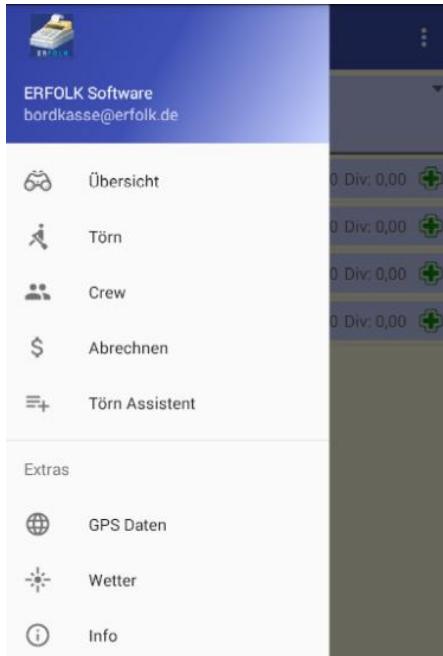 ERFOLK
ERFOLK Software
bordkasse@erfolk.de
Übersicht
0 Div: 0,00
Törn
0 Div: 0,00
Crew
0 Div: 0,00
Abrechnen
0 Div: 0,00
Törn Assistent
Extras
GPS Daten
Wetter
Info